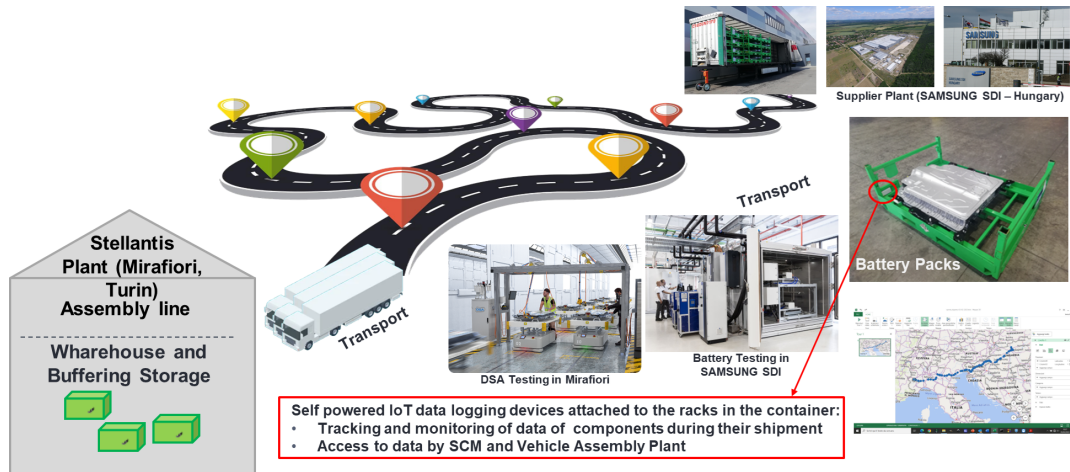 SAMSUNG
Supplier Plant (SAMSUNG SDI – Hungary)
Transport
Battery Packs
Stellantis
Plant (Mirafiori,
Turin)
Assembly line
Wharehouse and
Buffering Storage
Transport
DSA Testing in Mirafiori
Battery Testing in
SAMSUNG SDI
ITALIA
Self powered IoT data logging devices attached to the racks in the container:
• Tracking and monitoring of data of components during their shipment
• Access to data by SCM and Vehicle Assembly Plant